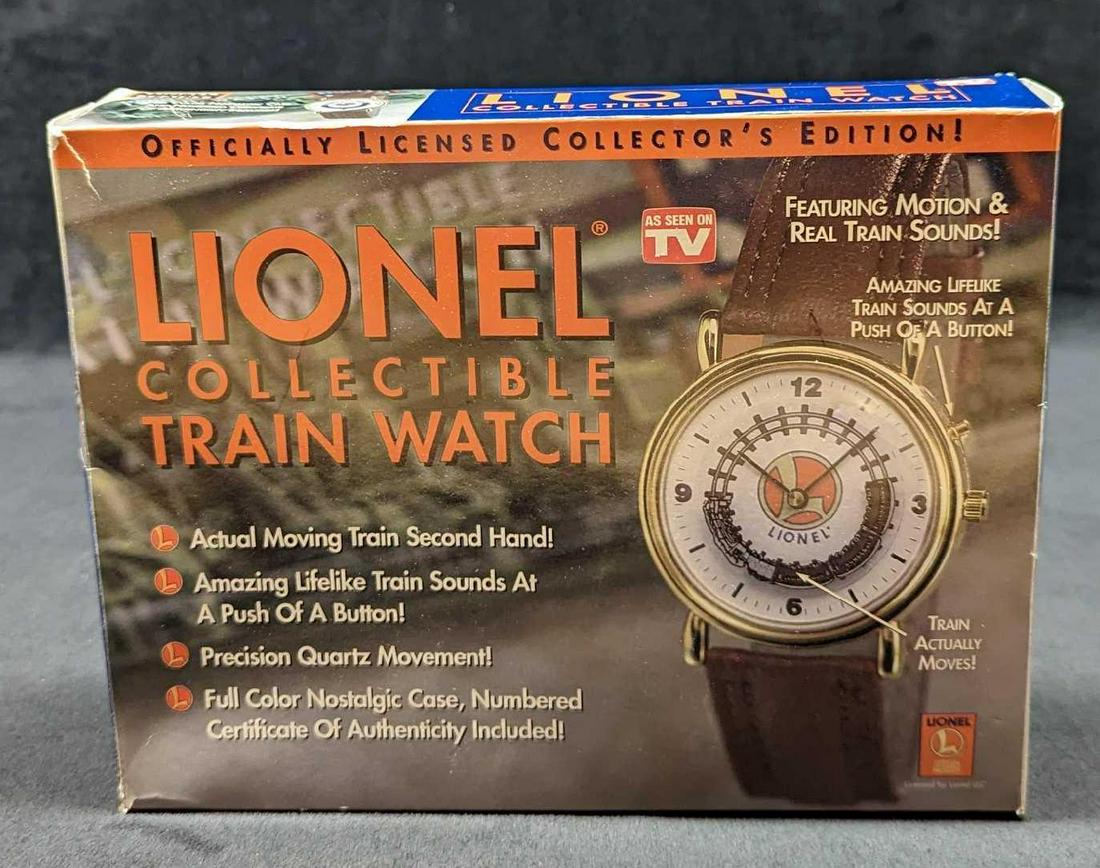 LIONEL
COLLECTIBLE TRAIN WATCH
OFFICIALLY LICENSED COLLECTOR'S EDITION!
COLLECTIBLE
LIONEL®
COLLECTIBLE
TRAIN WATCH
AS SEEN ON
TV
FEATURING MOTION &
REAL TRAIN SOUNDS!
AMAZING LIFELIKE
TRAIN SOUNDS AT A
PUSH OF A BUTTON!
12
3
6
9
L
LIONEL
Actual Moving Train Second Hand!
Amazing Lifelike Train Sounds At
A Push Of A Button!
Precision Quartz Movement!
Full Color Nostalgic Case, Numbered
Certificate Of Authenticity Included!
TRAIN
ACTUALLY
MOVES!
LIONEL
L